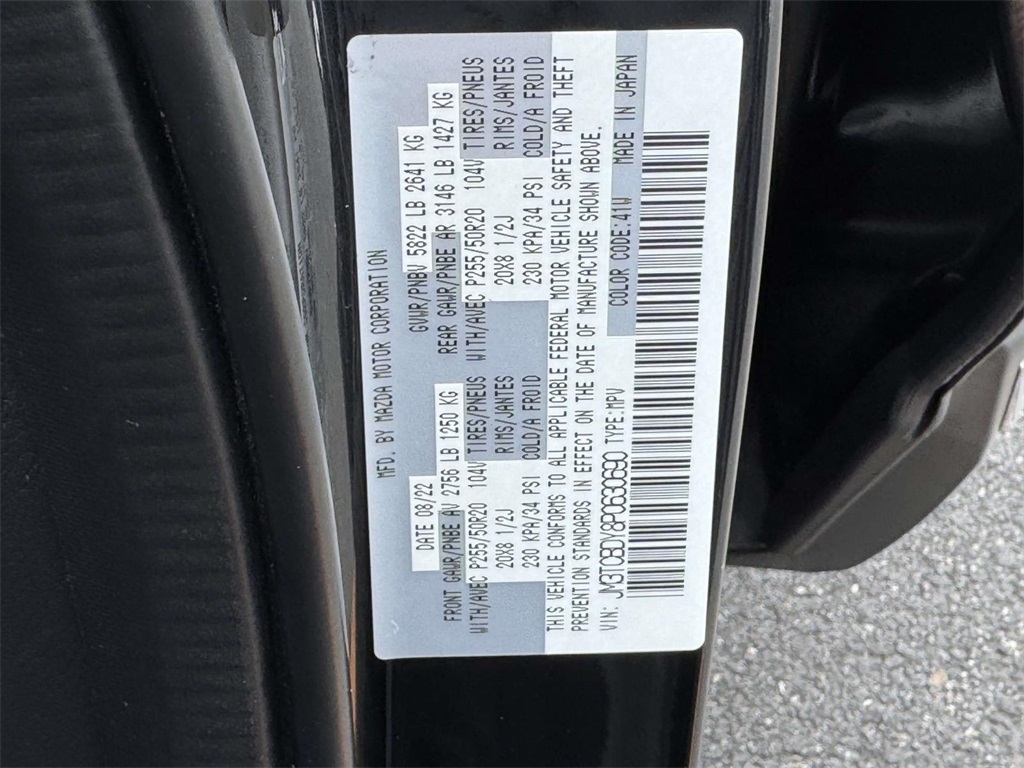 MFD. BY MAZDA MOTOR CORPORATION
DATE 08/22 GVWR/PNBV 5822 LB 2641 KG
FRONT GAWR/PNBE AV 2756 LB 1250 KG REAR GAWR/PNBE AR 3146 LB 1427 KG
WITH/AVEC P255/50R20 104V TIRES/PNEUS WITH/AVEC P255/50R20 104V TIRES/PNEUS
20X8 1/2J RIMS/JANTES 20X8 1/2J RIMS/JANTES
230 KPA/34 PSI COLD/A FROID 230 KPA/34 PSI COLD/A FROID
THIS VEHICLE CONFORMS TO ALL APPLICABLE FEDERAL MOTOR VEHICLE SAFETY AND THEFT
PREVENTION STANDARDS IN EFFECT ON THE DATE OF MANUFACTURE SHOWN ABOVE.
VIN: JM3TCBDY8P0630690 TYPE:MPV COLOR CODE:41W MADE IN JAPAN